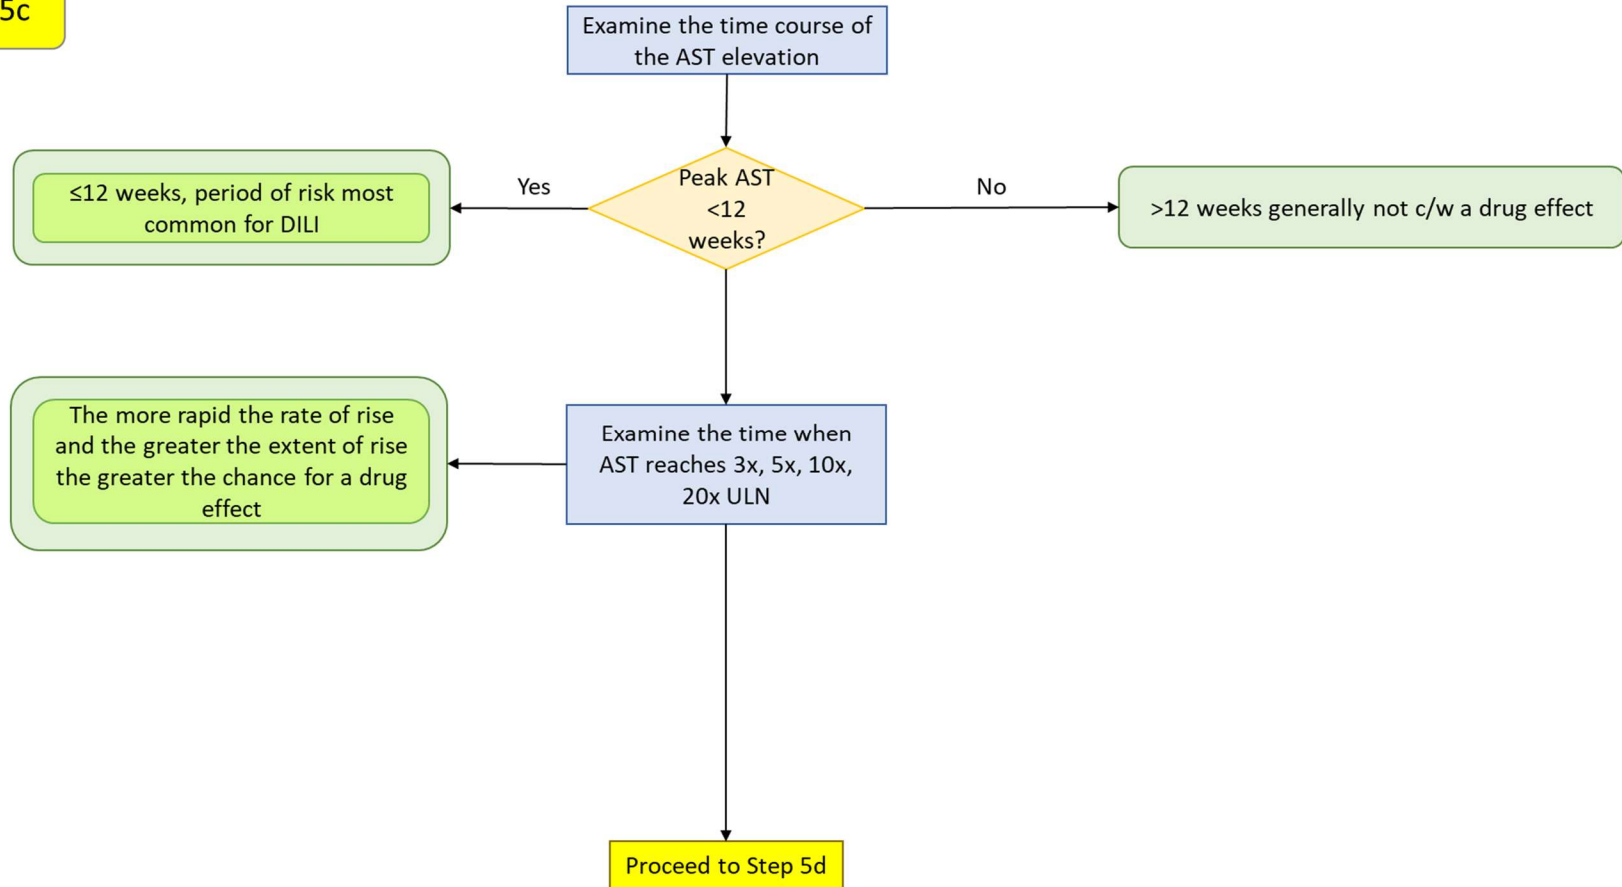 5c
Examine the time course of
the AST elevation
Peak AST
<12
weeks?
Yes
No
≤12 weeks, period of risk most
common for DILI
>12 weeks generally not c/w a drug effect
The more rapid the rate of rise
and the greater the extent of rise
the greater the chance for a drug
effect
Examine the time when
AST reaches 3x, 5x, 10x,
20x ULN
Proceed to Step 5d